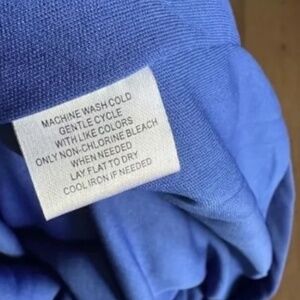 MACHINE WASH COLD
GENTLE CYCLE
WITH LIKE COLORS
ONLY NON-CHLORINE BLEACH
WHEN NEEDED
LAY FLAT TO DRY
COOL IRON IF NEEDED